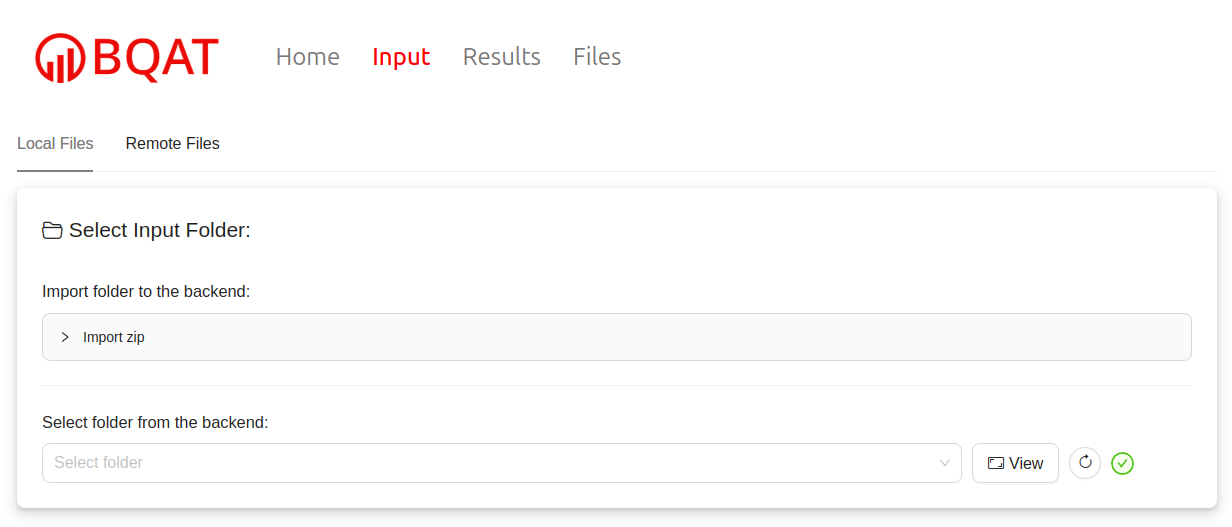 BQAT Home Input Results Files
Local Files Remote Files
Select Input Folder:
Import folder to the backend:
Import zip
Select folder from the backend:
Select folder View